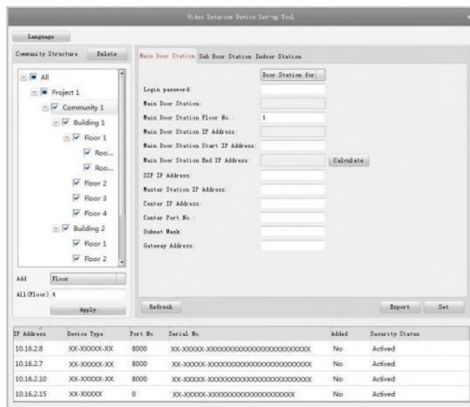 Video Intercom Device Set-up Tool
Language
Community Structure Delete
Main Door Station Sub Door Station Indoor Station
All
Project 1
Community 1
Building 1
Floor 1
Roo...
Roo...
Floor 2
Floor 3
Floor 4
Building 2
Floor 1
Floor 2
Add Floor
All(Floor) 4
Apply
Door Station for
Login password:
Main Door Station:
Main Door Station Floor No.: 1
Main Door Station IP Address:
Main Door Station Start IP Address:
Main Door Station End IP Address: Calculate
SIP IP Address:
Master Station IP Address:
Center IP Address:
Center Port No.:
Subnet Mask:
Gateway Address:
Refresh Export Set
IP Address Device Type Port No. Serial No. Added Security Status
10.16.2.8 XX-XXXXX-XX 8000 XX-XXXXX-XXXXXXXXXXXXXXXXXXXXXXXX No Actived
10.16.2.7 XX-XXXXX-XX 8000 XX-XXXXX-XXXXXXXXXXXXXXXXXXXXXXXX No Actived
10.16.2.10 XX-XXXXX-XX 8000 XX-XXXXX-XXXXXXXXXXXXXXXXXXXXXXXX No Actived
10.16.2.15 XX-XXXXX 0 XX-XXXXX-XXXXXXXXXXXXXXXXXXXX No Actived